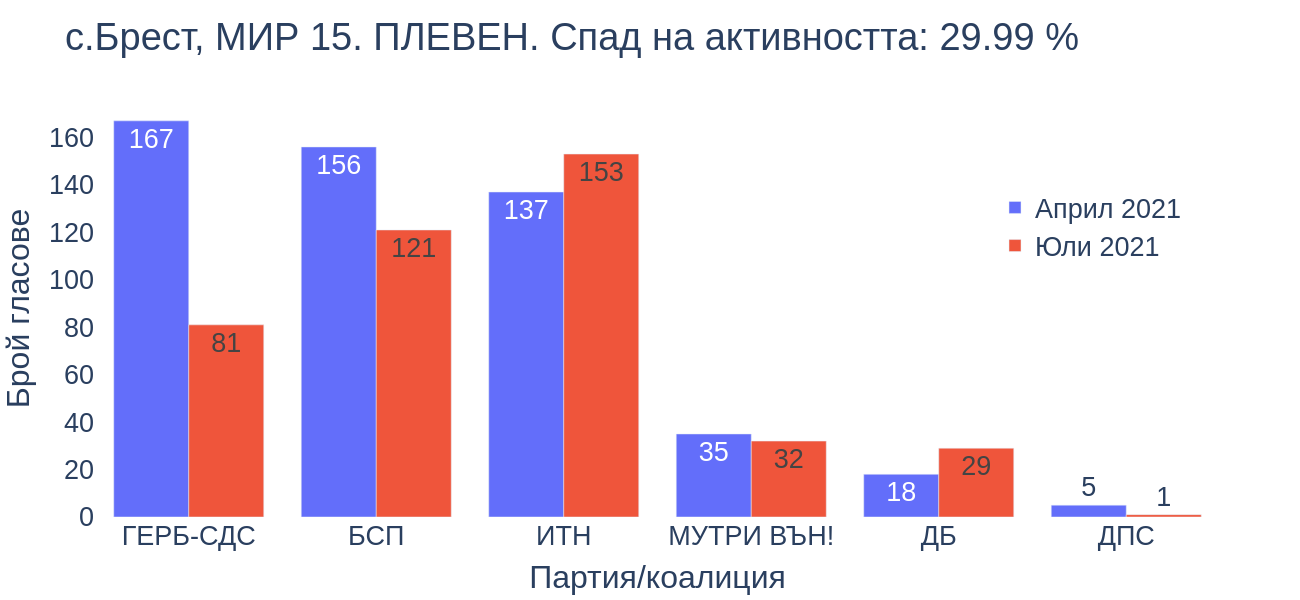 с.Брест, МИР 15. ПЛЕВЕН. Спад на активността: 29.99 %
Брой гласове
160
140
120
100
80
60
40
20
0
167
81
156
121
137
153
35
32
18
29
5
1
Април 2021
Юли 2021
ГЕРБ-СДС
БСП
ИТН
МУТРИ ВЪН!
ДБ
ДПС
Партия/коалиция